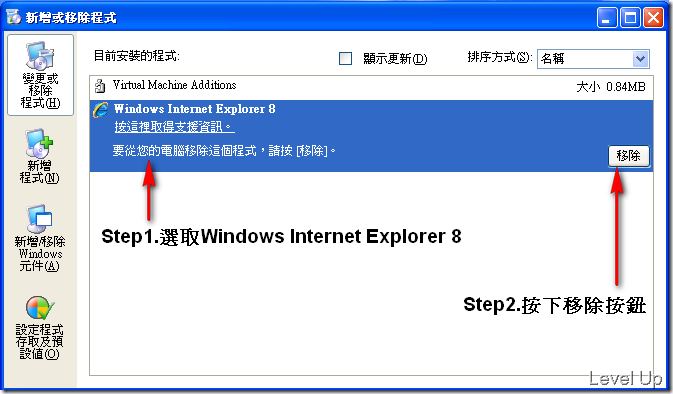 新增或移除程式
變更或
移除
程式(H)
新增
程式(N)
新增/移除
Windows
元件(A)
設定程式
存取及預
設值(O)
目前安裝的程式:
顯示更新(D)
排序方式(S):
名稱
Virtual Machine Additions
大小 0.84MB
Windows Internet Explorer 8
按這裡取得支援資訊。
要從您的電腦移除這個程式，請按 [移除]。
移除
Step1.選取Windows Internet Explorer 8
Step2.按下移除按鈕
Level Up